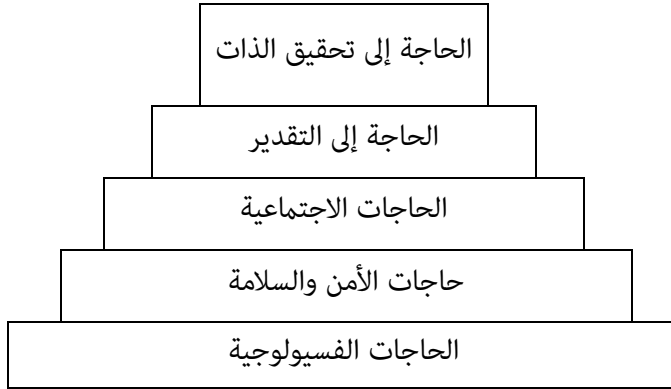 الحاجة إلى تحقيق الذات
الحاجة إلى التقدير
الحاجات الاجتماعية
حاجات الأمن والسلامة
الحاجات الفسيولوجية